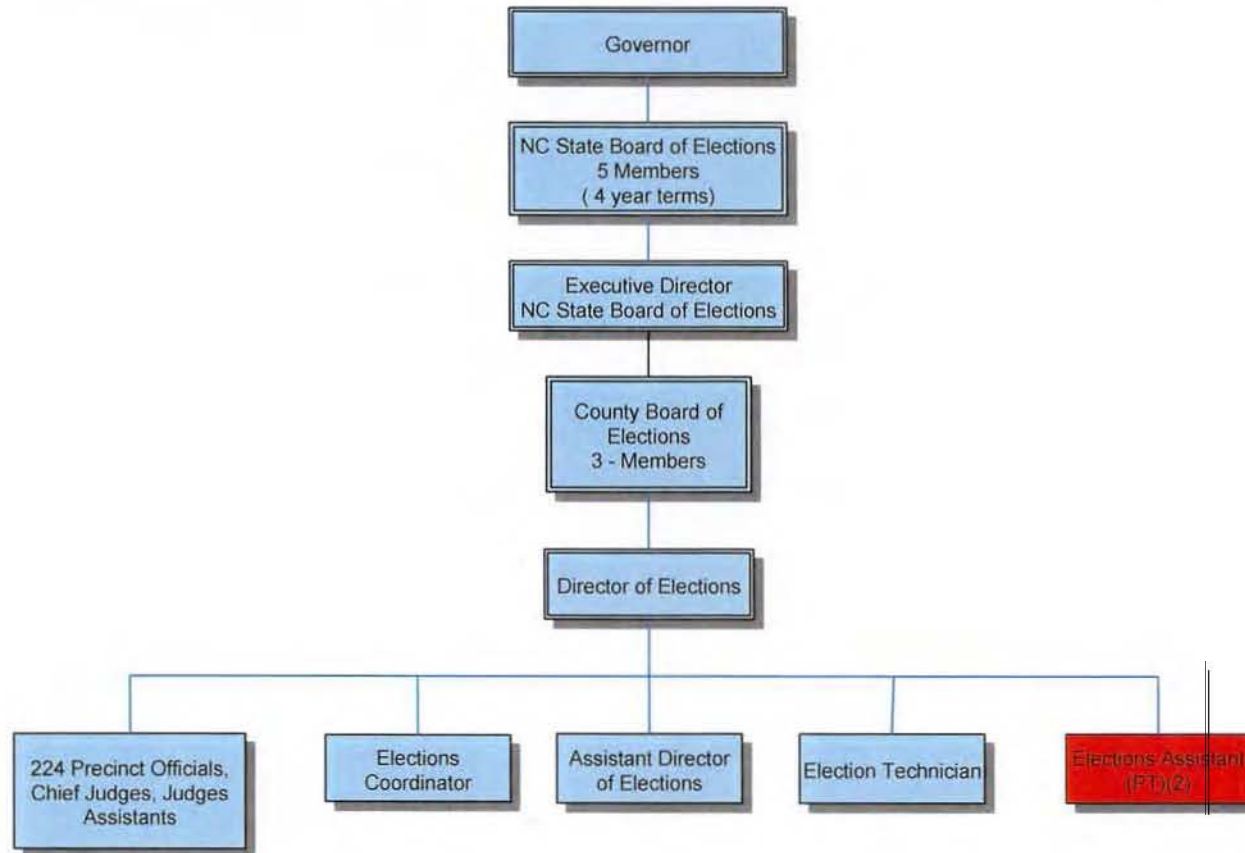 Governor
NC State Board of Elections
5 Members
( 4 year terms)
Executive Director
NC State Board of Elections
County Board of
Elections
3 - Members
Director of Elections
224 Precinct Officials,
Chief Judges, Judges
Assistants
Elections
Coordinator
Assistant Director
of Elections
Election Technician
Elections Assistant
(PT)(2)